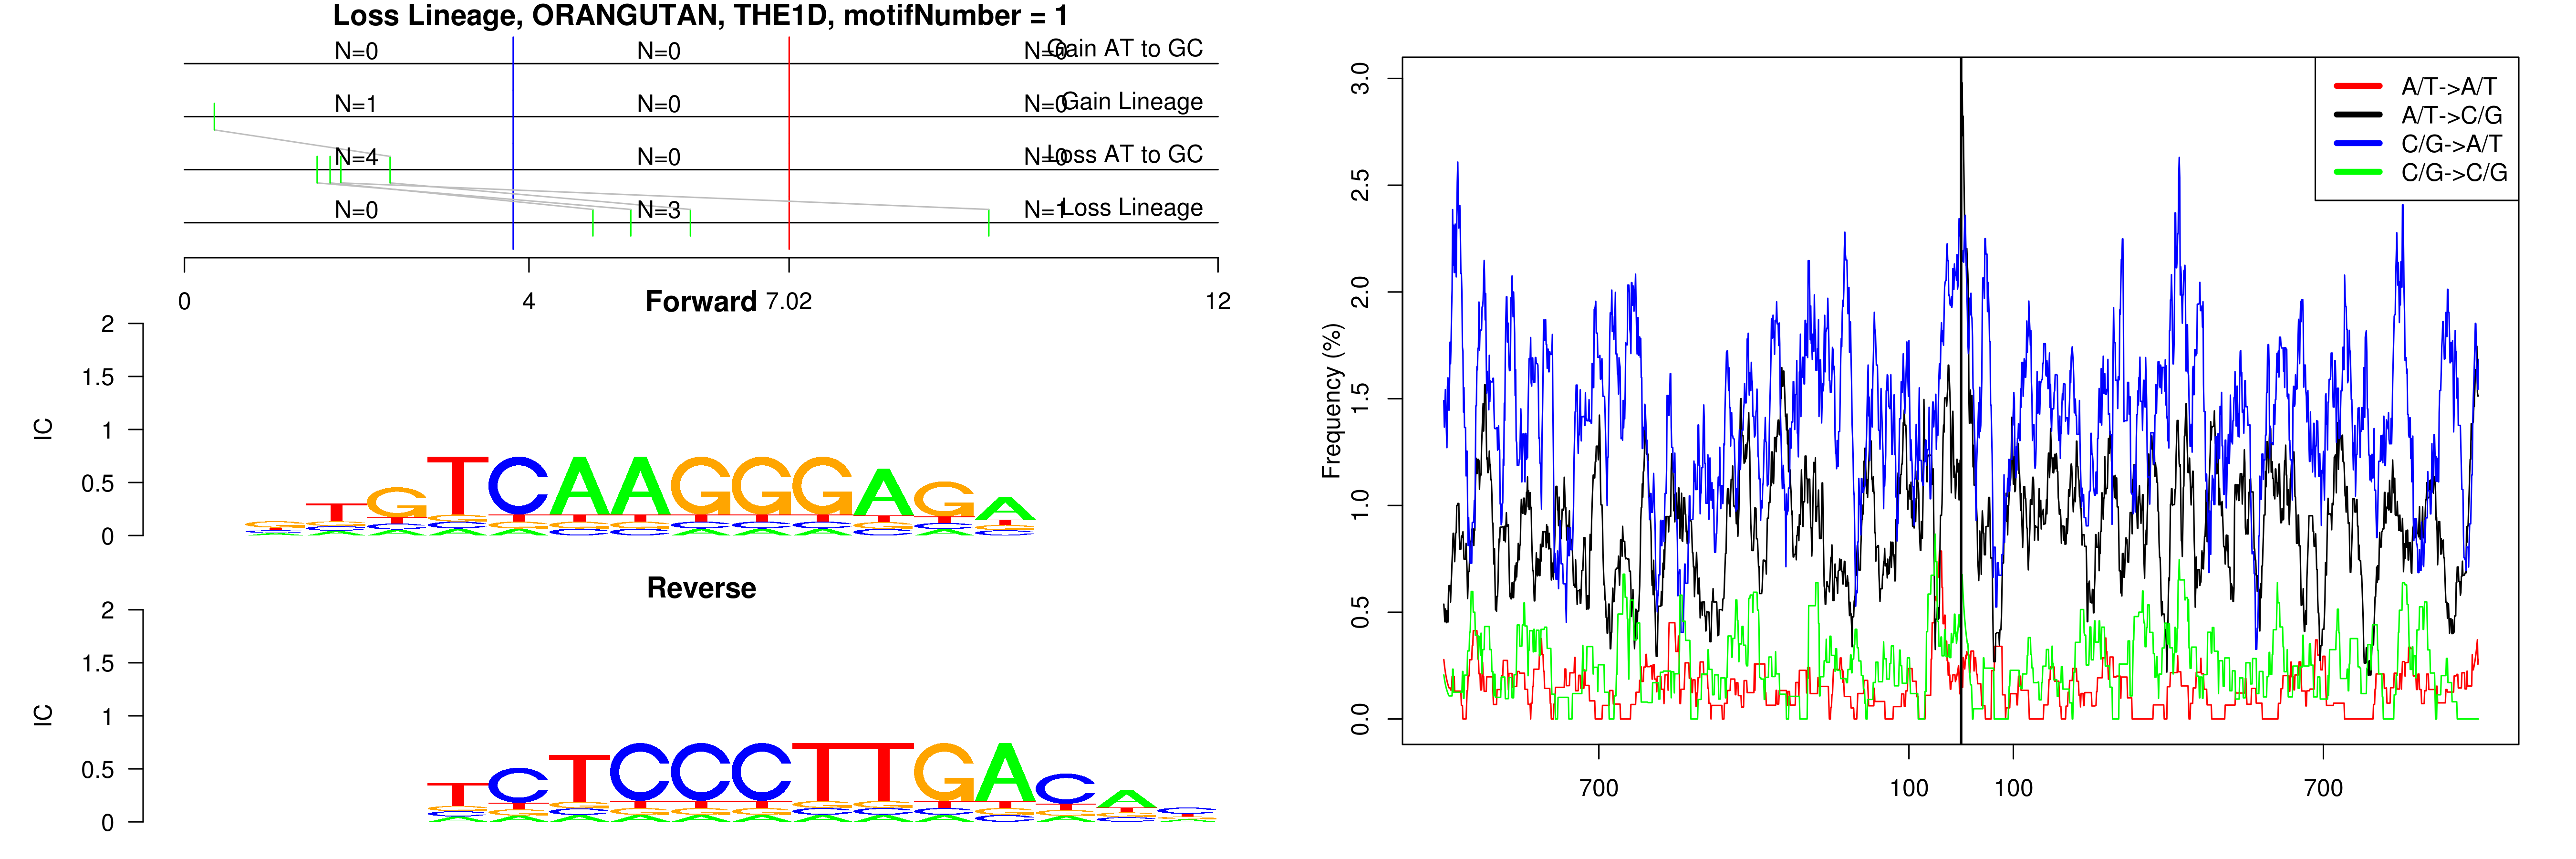 Loss Lineage, ORANGUTAN, THE1D, motifNumber = 1
N=0 N=0 N=0 Gain AT to GC
N=1 N=0 N=0 Gain Lineage
N=4 N=0 N=0 Loss AT to GC
N=0 N=3 N=1 Loss Lineage
0 4 7.02 12
Forward
IC
2
1.5
1
0.5
0
TGTCAAGGGAGA
Reverse
IC
2
1.5
1
0.5
0
TCTCCCTTGACA
Frequency (%)
3.0
2.5
2.0
1.5
1.0
0.5
0.0
700 100 100 700
A/T->A/T
A/T->C/G
C/G->A/T
C/G->C/G